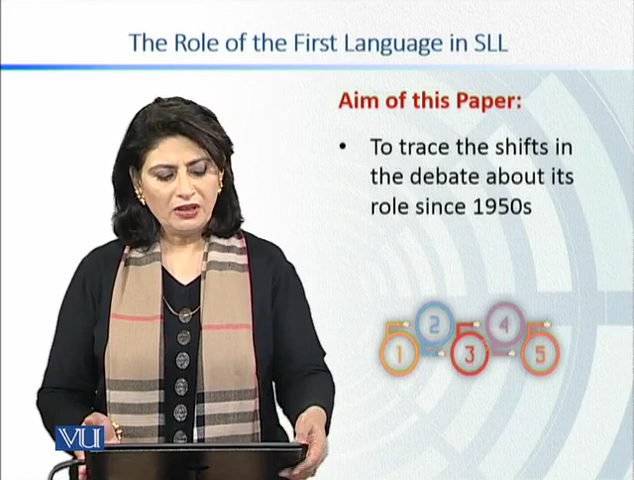 The Role of the First Language in SLL
Aim of this Paper:
• To trace the shifts in
the debate about its
role since 1950s
1
2
3
4
5
VU